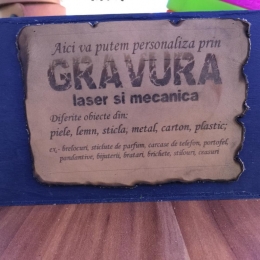 Aici va putem personaliza prin
GRAVURA
laser si mecanica
Diferite obiecte din:
piele, lemn, sticla, metal, carton, plastic;
ex.: brelocuri, sticlute de parfum, carcase de telefon, portofel,
pandantive, bijuterii, bratari, brichete, stilouri, ceasuri